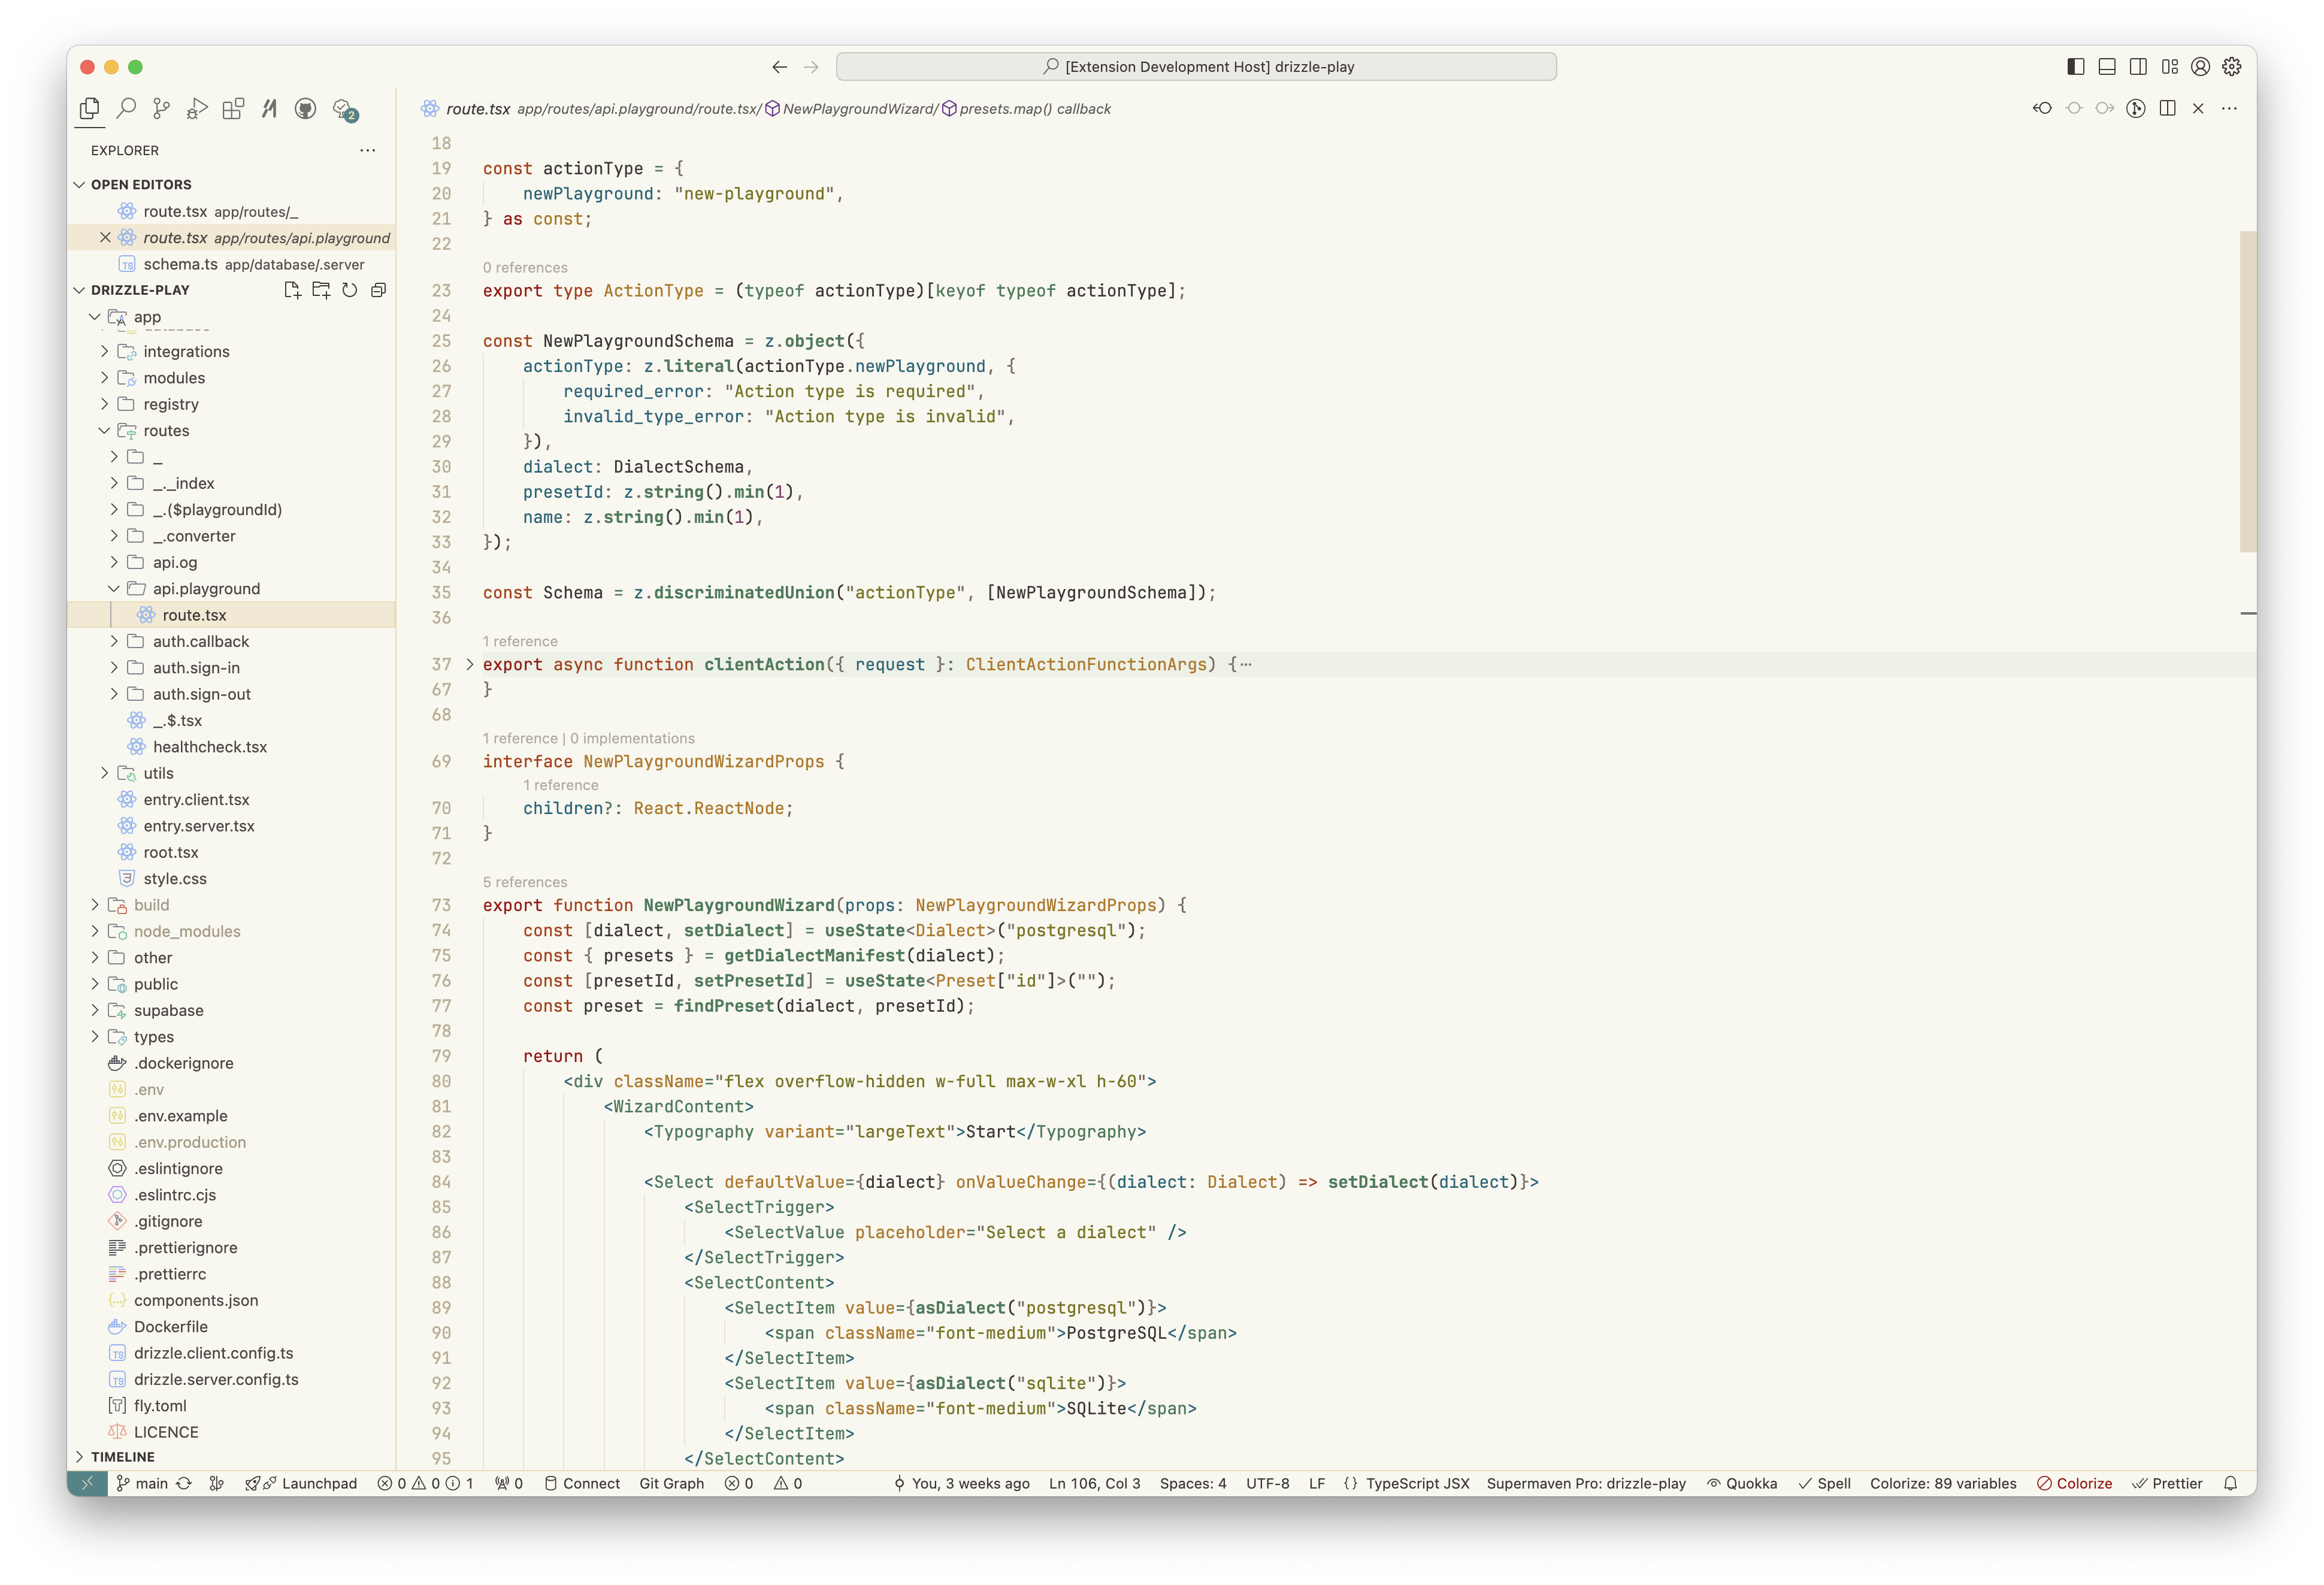 [Extension Development Host] drizzle-play
2
EXPLORER
OPEN EDITORS
route.tsx app/routes/_
route.tsx app/routes/api.playground
schema.ts app/database/.server
DRIZZLE-PLAY
app
integrations
modules
registry
routes
_
_._index
_.($playgroundId)
_.converter
api.og
api.playground
route.tsx
auth.callback
auth.sign-in
auth.sign-out
_.$.tsx
healthcheck.tsx
utils
entry.client.tsx
entry.server.tsx
root.tsx
style.css
build
node_modules
other
public
supabase
types
.dockerignore
.env
.env.example
.env.production
.eslintignore
.eslintrc.cjs
.gitignore
.prettierignore
.prettierrc
components.json
Dockerfile
drizzle.client.config.ts
drizzle.server.config.ts
fly.toml
LICENCE
TIMELINE
route.tsx app/routes/api.playground/route.tsx/ NewPlaygroundWizard/ presets.map() callback
18
19 const actionType = {
20 newPlayground: "new-playground",
21 } as const;
22
0 references
23 export type ActionType = (typeof actionType)[keyof typeof actionType];
24
25 const NewPlaygroundSchema = z.object({
26 actionType: z.literal(actionType.newPlayground, {
27 required_error: "Action type is required",
28 invalid_type_error: "Action type is invalid",
29 }),
30 dialect: DialectSchema,
31 presetId: z.string().min(1),
32 name: z.string().min(1),
33 });
34
35 const Schema = z.discriminatedUnion("actionType", [NewPlaygroundSchema]);
36
1 reference
37 export async function clientAction({ request }: ClientActionFunctionArgs) {⋯
67 }
68
1 reference | 0 implementations
69 interface NewPlaygroundWizardProps {
1 reference
70 children?: React.ReactNode;
71 }
72
5 references
73 export function NewPlaygroundWizard(props: NewPlaygroundWizardProps) {
74 const [dialect, setDialect] = useState<Dialect>("postgresql");
75 const { presets } = getDialectManifest(dialect);
76 const [presetId, setPresetId] = useState<Preset["id"]>("");
77 const preset = findPreset(dialect, presetId);
78
79 return (
80 <div className="flex overflow-hidden w-full max-w-xl h-60">
81 <WizardContent>
82 <Typography variant="largeText">Start</Typography>
83
84 <Select defaultValue={dialect} onValueChange={(dialect: Dialect) => setDialect(dialect)}>
85 <SelectTrigger>
86 <SelectValue placeholder="Select a dialect" />
87 </SelectTrigger>
88 <SelectContent>
89 <SelectItem value={asDialect("postgresql")}>
90 <span className="font-medium">PostgreSQL</span>
91 </SelectItem>
92 <SelectItem value={asDialect("sqlite")}>
93 <span className="font-medium">SQLite</span>
94 </SelectItem>
95 </SelectContent>
main Launchpad 0 0 1 0 Connect Git Graph 0 0 You, 3 weeks ago Ln 106, Col 3 Spaces: 4 UTF-8 LF {} TypeScript JSX Supermaven Pro: drizzle-play Quokka Spell Colorize: 89 variables Colorize Prettier